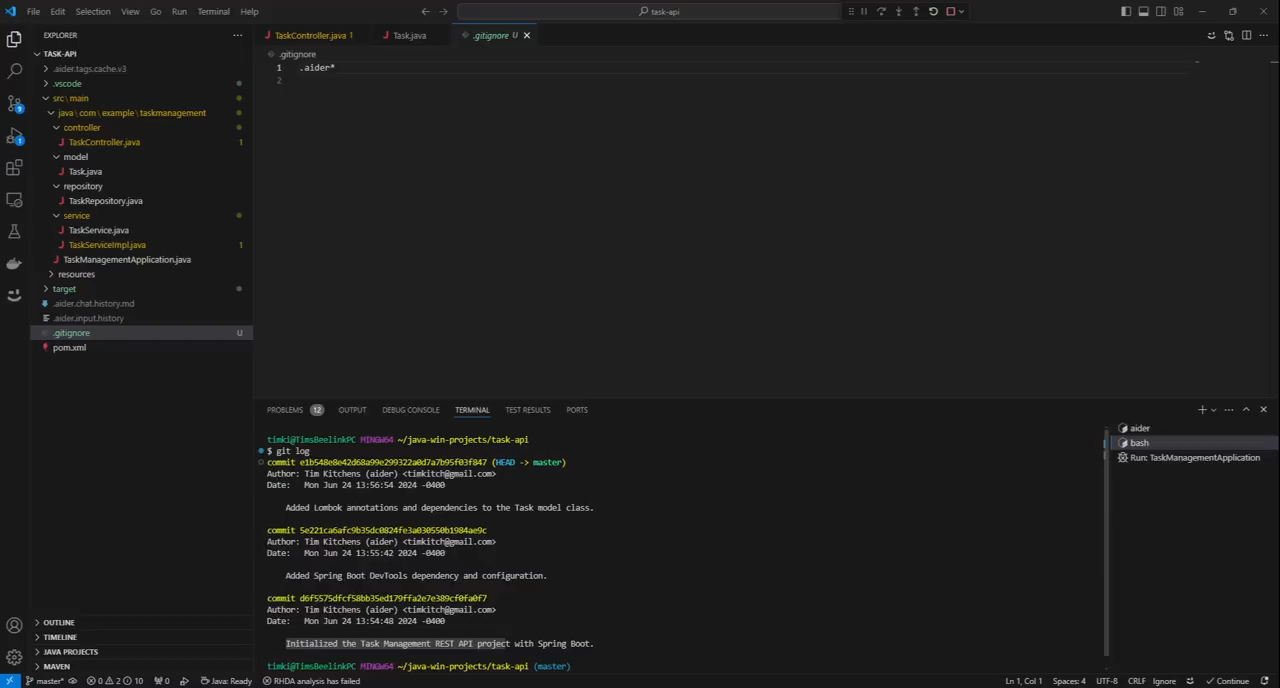 File Edit Selection View Go Run Terminal Help
task-api
EXPLORER
TaskController.java 1
Task.java
.gitignore U
TASK-API
.gitignore
.aider.tags.cache.v3
1 .aider*
2
.vscode
src\main
java\com\example\taskmanagement
controller
TaskController.java 1
model
Task.java
repository
TaskRepository.java
service
TaskService.java
TaskServiceImpl.java 1
TaskManagementApplication.java
resources
target
.aider.chat.history.md
.aider.input.history
.gitignore U
pom.xml
9
1
PROBLEMS 12 OUTPUT DEBUG CONSOLE TERMINAL TEST RESULTS PORTS
timki@TimsBeelinkPC MINGW64 ~/java-win-projects/task-api
$ git log
commit e1b548e8e42d68a99e299322a0d7a7b95f03f847 (HEAD -> master)
Author: Tim Kitchens (aider) <timkitch@gmail.com>
Date: Mon Jun 24 13:56:54 2024 -0400
Added Lombok annotations and dependencies to the Task model class.
commit 5e221ca6afc9b35dc0824fe3a030550b1984ae9c
Author: Tim Kitchens (aider) <timkitch@gmail.com>
Date: Mon Jun 24 13:55:42 2024 -0400
Added Spring Boot DevTools dependency and configuration.
commit d6f5575dfcf58bb35ed179ffa2e7e389cf0fa0f7
Author: Tim Kitchens (aider) <timkitch@gmail.com>
Date: Mon Jun 24 13:54:48 2024 -0400
Initialized the Task Management REST API project with Spring Boot.
timki@TimsBeelinkPC MINGW64 ~/java-win-projects/task-api (master)
aider
bash
Run: TaskManagementApplication
OUTLINE
TIMELINE
JAVA PROJECTS
MAVEN
master* 0 2 10 0 Java: Ready RHDA analysis has failed
Ln 1, Col 1 Spaces: 4 UTF-8 CRLF Ignore Continue